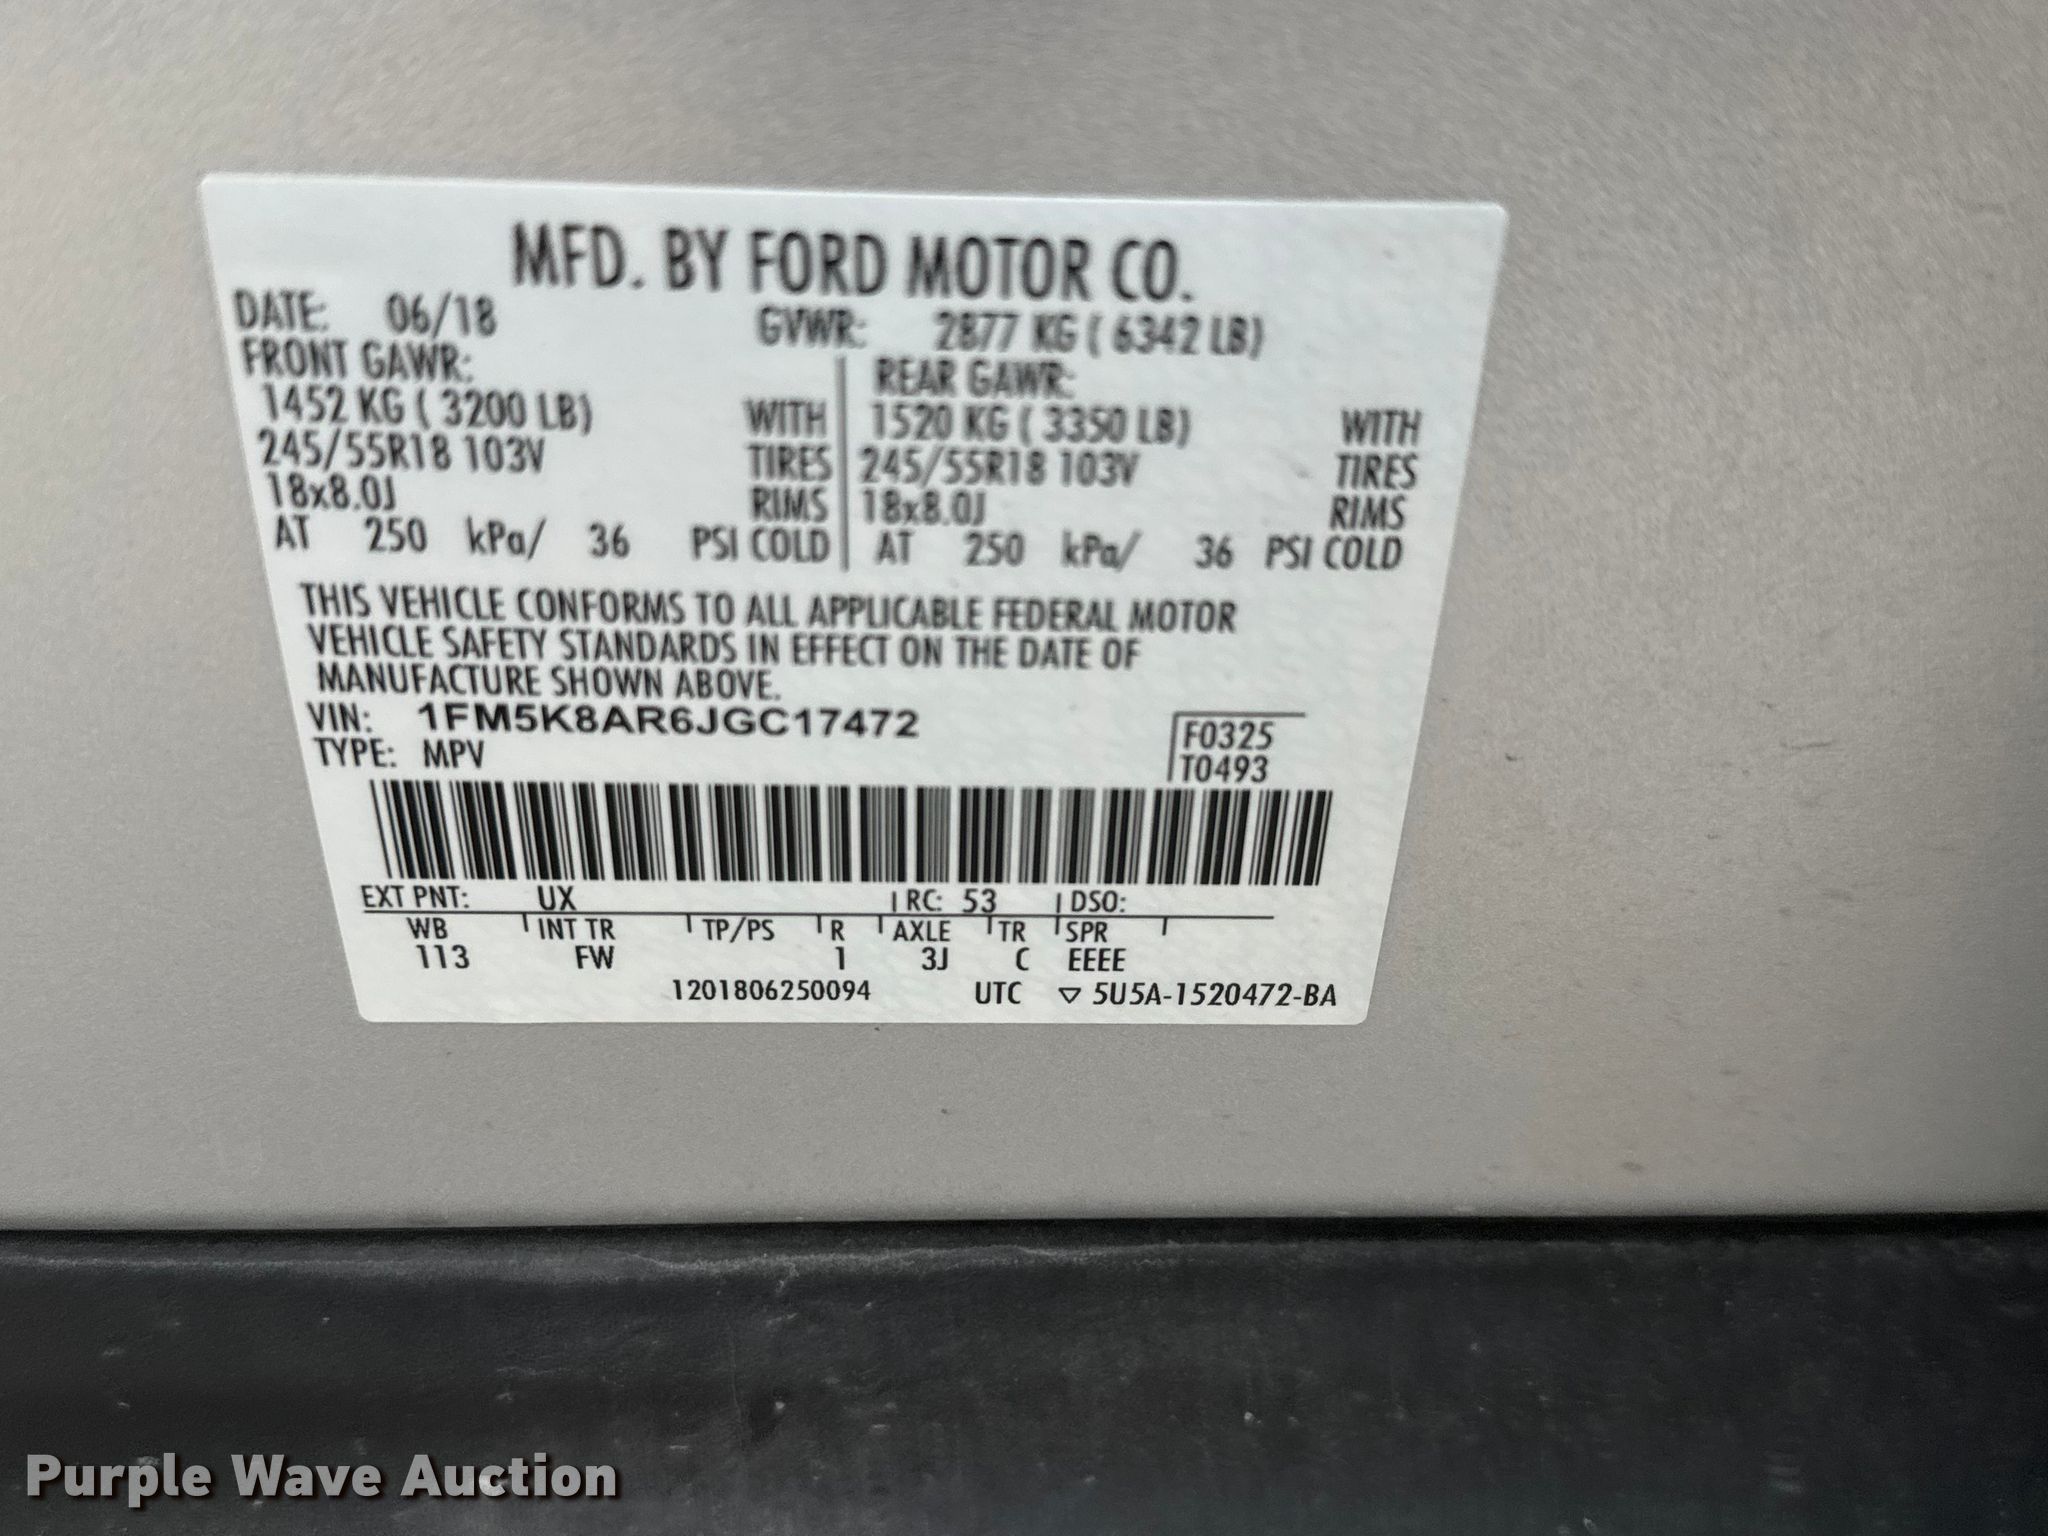 MFD. BY FORD MOTOR CO.
DATE: 06/18 GVWR: 2877 KG ( 6342 LB)
FRONT GAWR: REAR GAWR:
1452 KG ( 3200 LB) WITH 1520 KG ( 3350 LB) WITH
245/55R18 103V TIRES 245/55R18 103V TIRES
18x8.0J RIMS 18x8.0J RIMS
AT 250 kPa/ 36 PSI COLD AT 250 kPa/ 36 PSI COLD
THIS VEHICLE CONFORMS TO ALL APPLICABLE FEDERAL MOTOR
VEHICLE SAFETY STANDARDS IN EFFECT ON THE DATE OF
MANUFACTURE SHOWN ABOVE.
VIN: 1FM5K8AR6JGC17472 F0325
TYPE: MPV T0493
EXT PNT: UX RC: 53 DSO:
WB INT TR TP/PS R AXLE TR SPR
113 FW 1 3J C EEEE
1201806250094 UTC ▽ 5U5A-1520472-BA
Purple Wave Auction